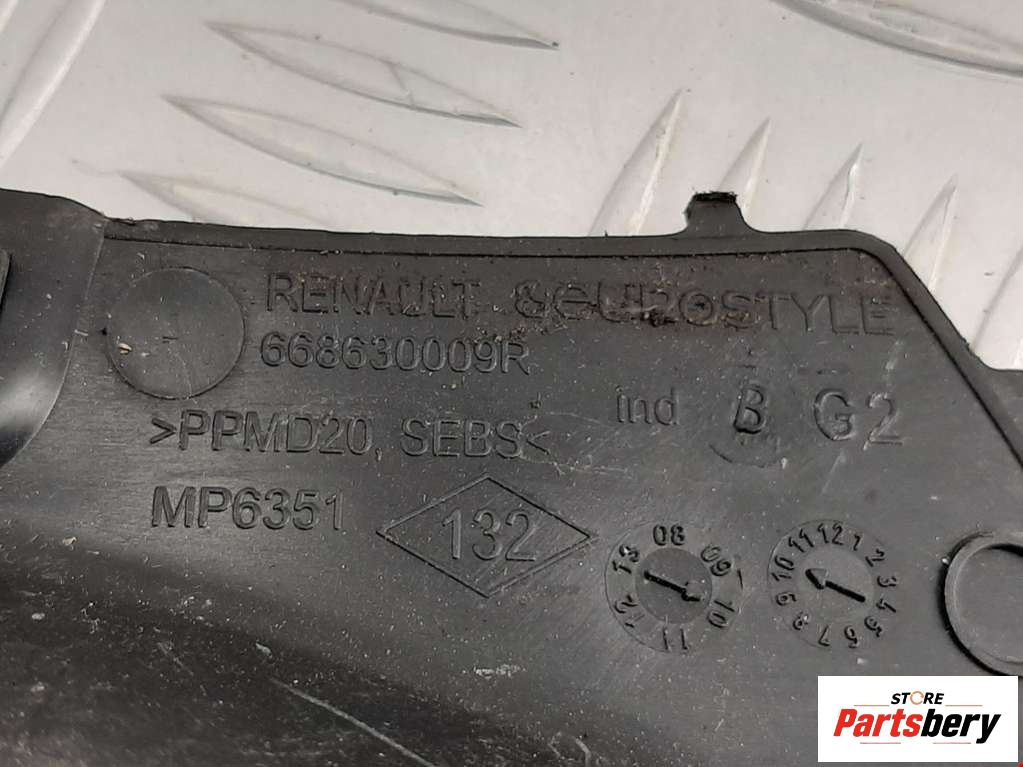 RENAULT &EUROSTYLE
668630009R
ind B G2
>PPMD20, SEBS<
MP6351
132
08 09 10 11 12 13
12 1 2 3 4 5 6 7 8 9 10 11
STORE
Partsbery